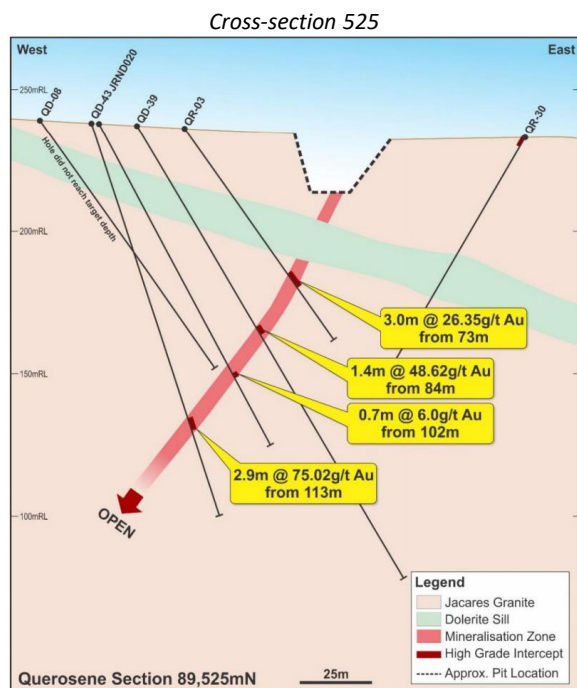 Cross-section 525
West
East
250mRL
200mRL
150mRL
100mRL
QD-08
QD-43
JRND020
QD-39
QR-03
QR-30
Hole did not reach target depth
3.0m @ 26.35g/t Au
from 73m
1.4m @ 48.62g/t Au
from 84m
0.7m @ 6.0g/t Au
from 102m
2.9m @ 75.02g/t Au
from 113m
OPEN
Legend
Jacares Granite
Dolerite Sill
Mineralisation Zone
High Grade Intercept
Approx. Pit Location
Querosene Section 89,525mN
25m